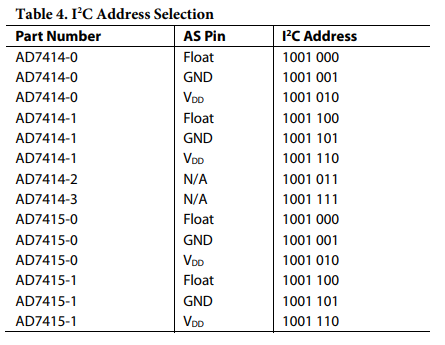 Table 4. I²C Address Selection
Part Number AS Pin I²C Address
AD7414-0 Float 1001 000
AD7414-0 GND 1001 001
AD7414-0 VDD 1001 010
AD7414-1 Float 1001 100
AD7414-1 GND 1001 101
AD7414-1 VDD 1001 110
AD7414-2 N/A 1001 011
AD7414-3 N/A 1001 111
AD7415-0 Float 1001 000
AD7415-0 GND 1001 001
AD7415-0 VDD 1001 010
AD7415-1 Float 1001 100
AD7415-1 GND 1001 101
AD7415-1 VDD 1001 110